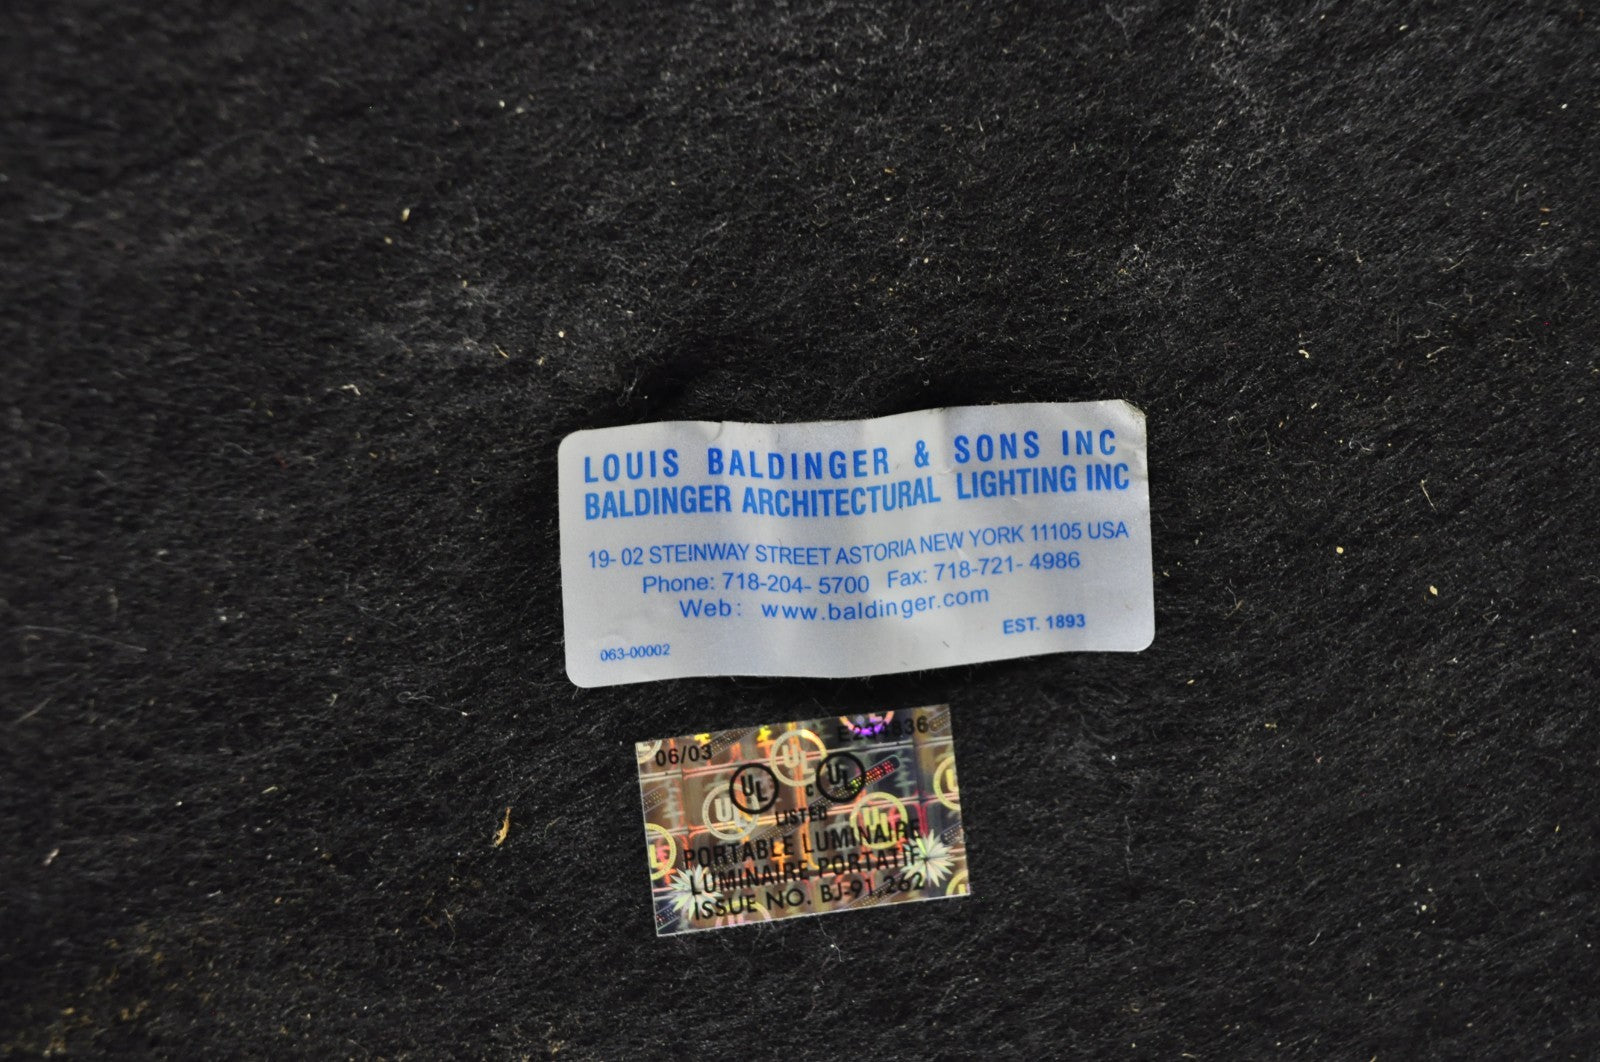 LOUIS BALDINGER & SONS INC
BALDINGER ARCHITECTURAL LIGHTING INC
19- 02 STEINWAY STREET ASTORIA NEW YORK 11105 USA
Phone: 718-204- 5700 Fax: 718-721- 4986
Web: www.baldinger.com
EST. 1893
063-00002
06/03
UL C UL
LISTED
PORTABLE LUMINAIRE
LUMINAIRE PORTATIF
ISSUE NO. BJ-91,262